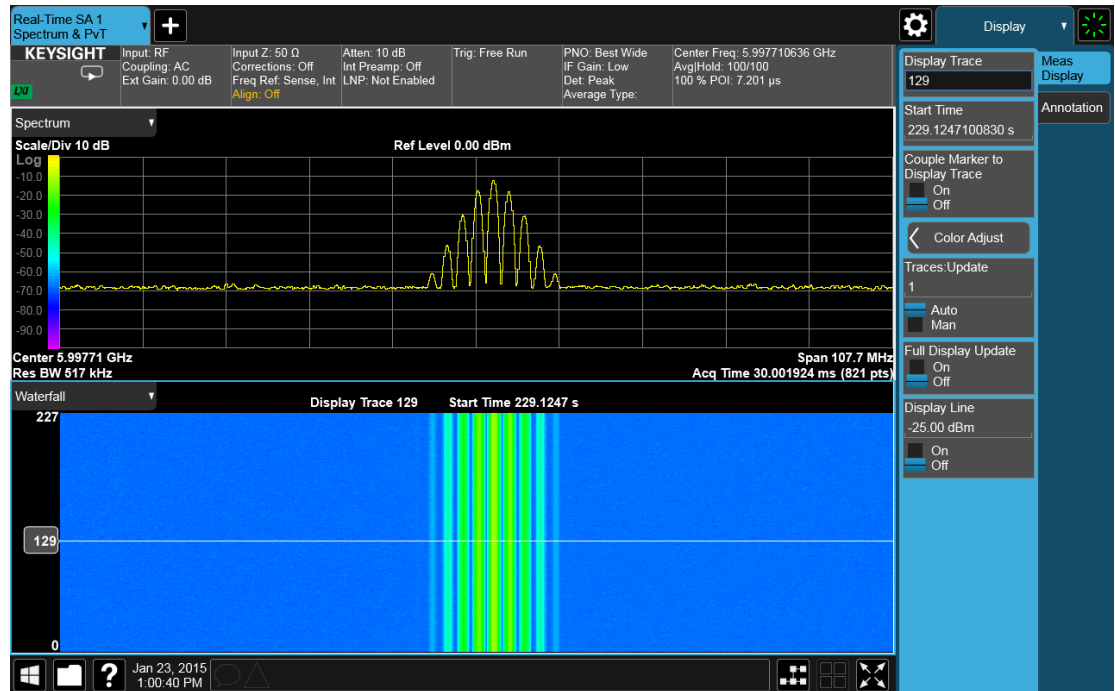 Real-Time SA 1
Spectrum & PvT
Display
KEYSIGHT
LXI
Input: RF
Coupling: AC
Ext Gain: 0.00 dB
Input Z: 50 Ω
Corrections: Off
Freq Ref: Sense, Int
Align: Off
Atten: 10 dB
Int Preamp: Off
LNP: Not Enabled
Trig: Free Run
PNO: Best Wide
IF Gain: Low
Det: Peak
Average Type:
Center Freq: 5.997710636 GHz
Avg|Hold: 100/100
100 % POI: 7.201 µs
Spectrum
Scale/Div 10 dB
Ref Level 0.00 dBm
Log
-10.0
-20.0
-30.0
-40.0
-50.0
-60.0
-70.0
-80.0
-90.0
Center 5.99771 GHz
Res BW 517 kHz
Span 107.7 MHz
Acq Time 30.001924 ms (821 pts)
Waterfall
Display Trace 129
Start Time 229.1247 s
227
129
0
Display Trace
129
Start Time
229.1247100830 s
Couple Marker to
Display Trace
On
Off
Color Adjust
Traces:Update
1
Auto
Man
Full Display Update
On
Off
Display Line
-25.00 dBm
On
Off
Meas
Display
Annotation
?
Jan 23, 2015
1:00:40 PM